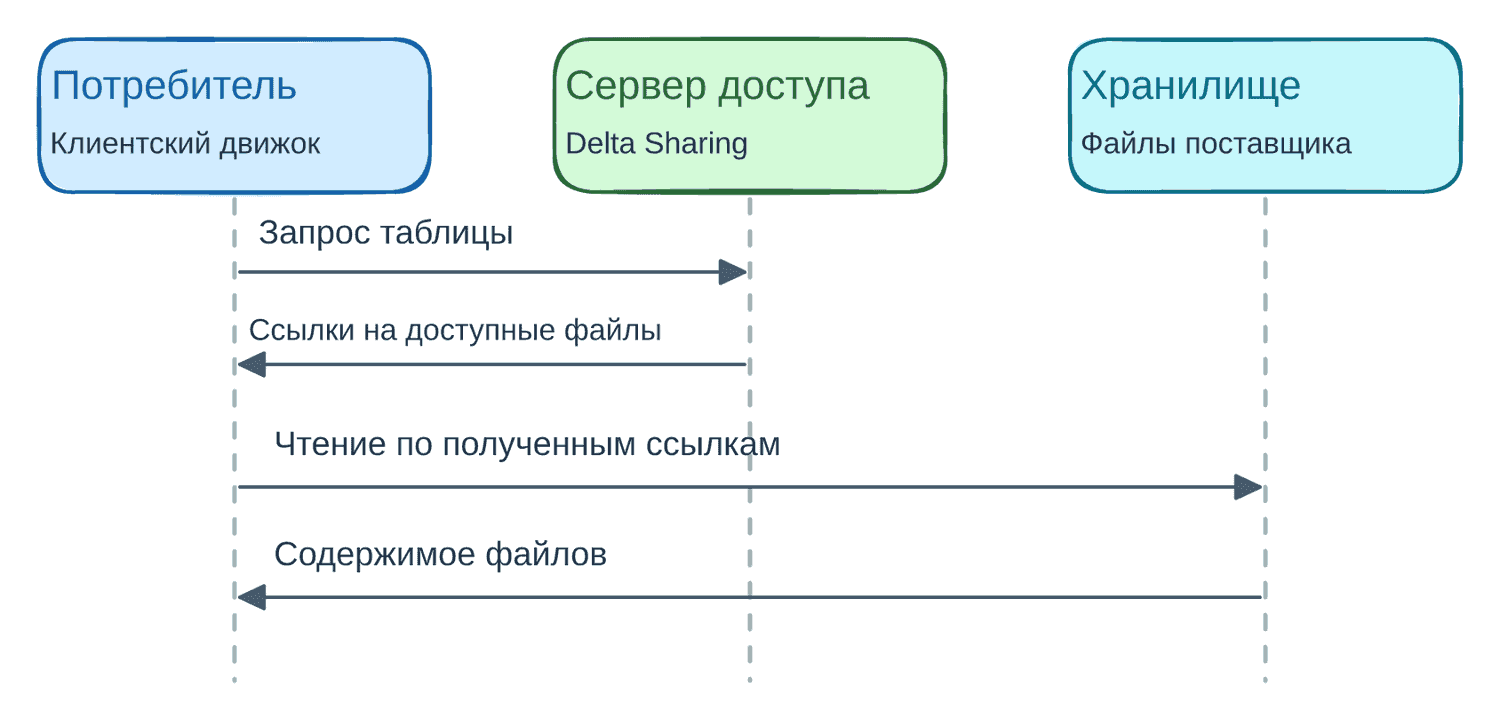 Потребитель
Клиентский движок
Сервер доступа
Delta Sharing
Хранилище
Файлы поставщика
Запрос таблицы
Ссылки на доступные файлы
Чтение по полученным ссылкам
Содержимое файлов